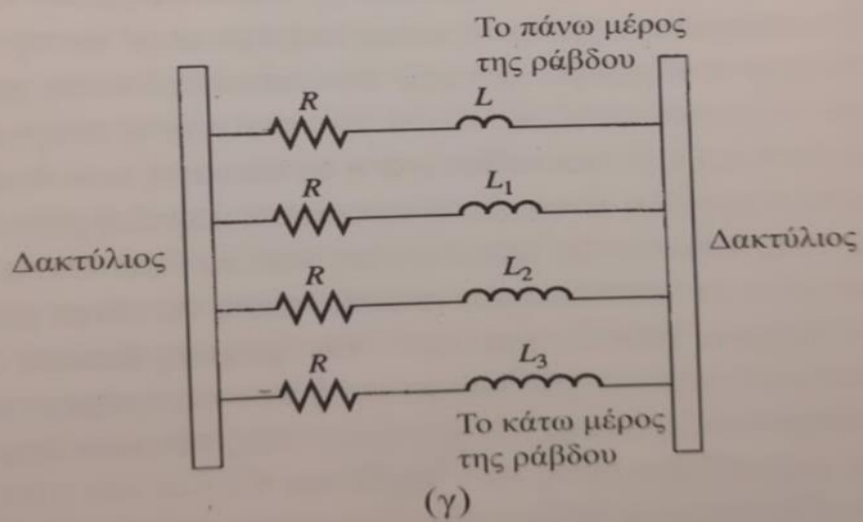 Το πάνω μέρος
της ράβδου
R
L
R
L₁
Δακτύλιος
Δακτύλιος
R
L₂
R
L₃
Το κάτω μέρος
της ράβδου
(γ)